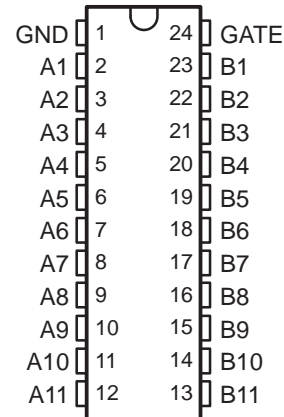 GND 1 24 GATE
A1 2 23 B1
A2 3 22 B2
A3 4 21 B3
A4 5 20 B4
A5 6 19 B5
A6 7 18 B6
A7 8 17 B7
A8 9 16 B8
A9 10 15 B9
A10 11 14 B10
A11 12 13 B11